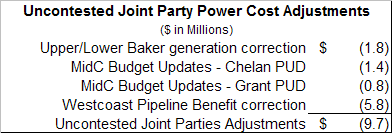 Uncontested Joint Party Power Cost Adjustments
($ in Millions)
Upper/Lower Baker generation correction $ (1.8)
MidC Budget Updates - Chelan PUD (1.4)
MidC Budget Updates - Grant PUD (0.8)
Westcoast Pipeline Benefit correction (5.8)
Uncontested Joint Parties Adjustments $ (9.7)